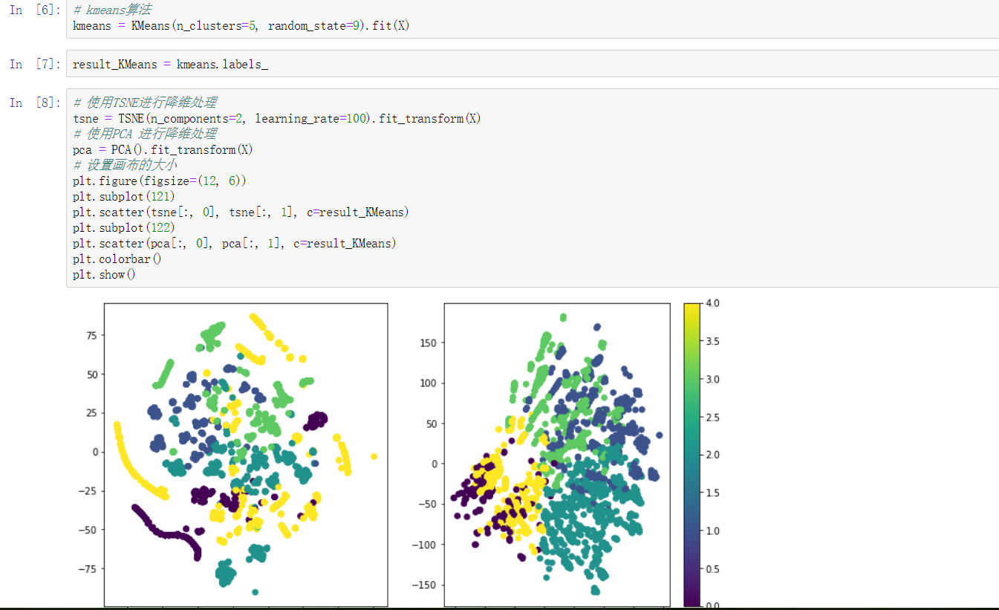 In [6]: # kmeans算法
kmeans = KMeans(n_clusters=5, random_state=9).fit(X)
In [7]: result_KMeans = kmeans.labels_
In [8]: # 使用TSNE进行降维处理
tsne = TSNE(n_components=2, learning_rate=100).fit_transform(X)
# 使用PCA 进行降维处理
pca = PCA().fit_transform(X)
# 设置画布的大小
plt.figure(figsize=(12, 6))
plt.subplot(121)
plt.scatter(tsne[:, 0], tsne[:, 1], c=result_KMeans)
plt.subplot(122)
plt.scatter(pca[:, 0], pca[:, 1], c=result_KMeans)
plt.colorbar()
plt.show()
75
50
25
0
−25
−50
−75
150
100
50
0
−50
−100
−150
4.0
3.5
3.0
2.5
2.0
1.5
1.0
0.5
0.0